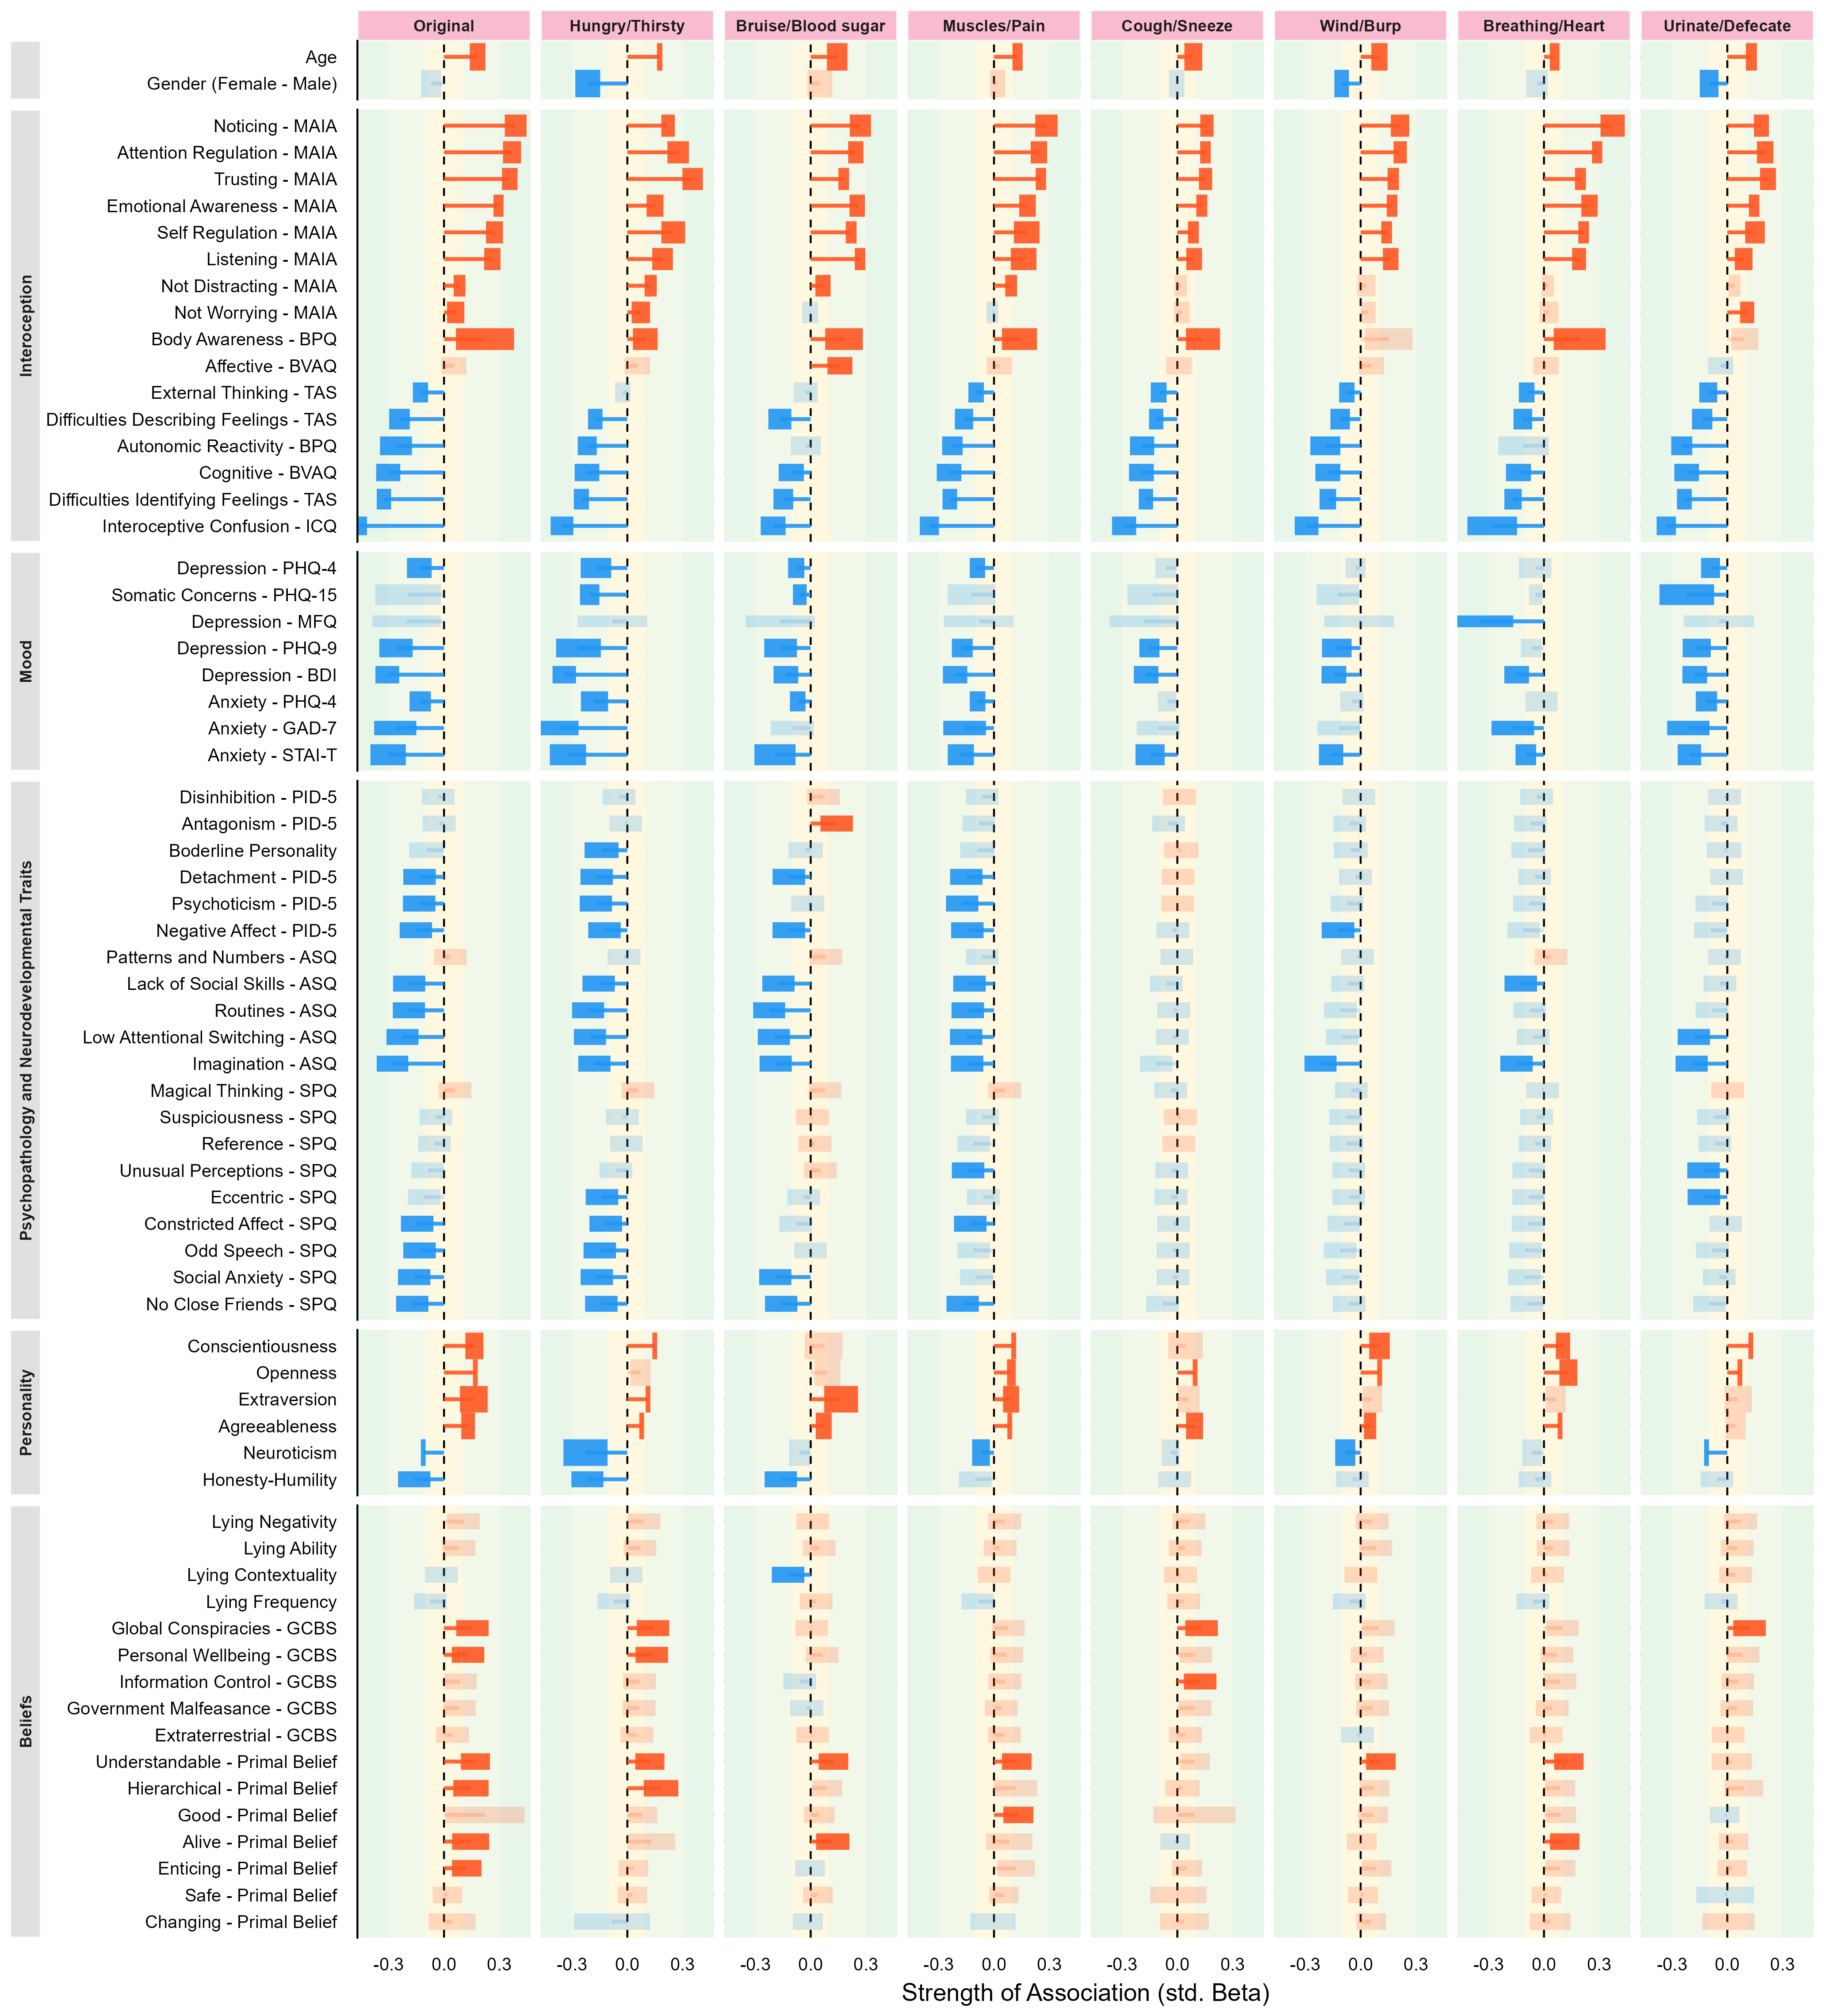 Original Hungry/Thirsty Bruise/Blood sugar Muscles/Pain Cough/Sneeze Wind/Burp Breathing/Heart Urinate/Defecate
Age
Gender (Female - Male)
Interoception
Noticing - MAIA
Attention Regulation - MAIA
Trusting - MAIA
Emotional Awareness - MAIA
Self Regulation - MAIA
Listening - MAIA
Not Distracting - MAIA
Not Worrying - MAIA
Body Awareness - BPQ
Affective - BVAQ
External Thinking - TAS
Difficulties Describing Feelings - TAS
Autonomic Reactivity - BPQ
Cognitive - BVAQ
Difficulties Identifying Feelings - TAS
Interoceptive Confusion - ICQ
Mood
Depression - PHQ-4
Somatic Concerns - PHQ-15
Depression - MFQ
Depression - PHQ-9
Depression - BDI
Anxiety - PHQ-4
Anxiety - GAD-7
Anxiety - STAI-T
Psychopathology and Neurodevelopmental Traits
Disinhibition - PID-5
Antagonism - PID-5
Boderline Personality
Detachment - PID-5
Psychoticism - PID-5
Negative Affect - PID-5
Patterns and Numbers - ASQ
Lack of Social Skills - ASQ
Routines - ASQ
Low Attentional Switching - ASQ
Imagination - ASQ
Magical Thinking - SPQ
Suspiciousness - SPQ
Reference - SPQ
Unusual Perceptions - SPQ
Eccentric - SPQ
Constricted Affect - SPQ
Odd Speech - SPQ
Social Anxiety - SPQ
No Close Friends - SPQ
Personality
Conscientiousness
Openness
Extraversion
Agreeableness
Neuroticism
Honesty-Humility
Beliefs
Lying Negativity
Lying Ability
Lying Contextuality
Lying Frequency
Global Conspiracies - GCBS
Personal Wellbeing - GCBS
Information Control - GCBS
Government Malfeasance - GCBS
Extraterrestrial - GCBS
Understandable - Primal Belief
Hierarchical - Primal Belief
Good - Primal Belief
Alive - Primal Belief
Enticing - Primal Belief
Safe - Primal Belief
Changing - Primal Belief
-0.3 0.0 0.3 -0.3 0.0 0.3 -0.3 0.0 0.3 -0.3 0.0 0.3 -0.3 0.0 0.3 -0.3 0.0 0.3 -0.3 0.0 0.3 -0.3 0.0 0.3
Strength of Association (std. Beta)